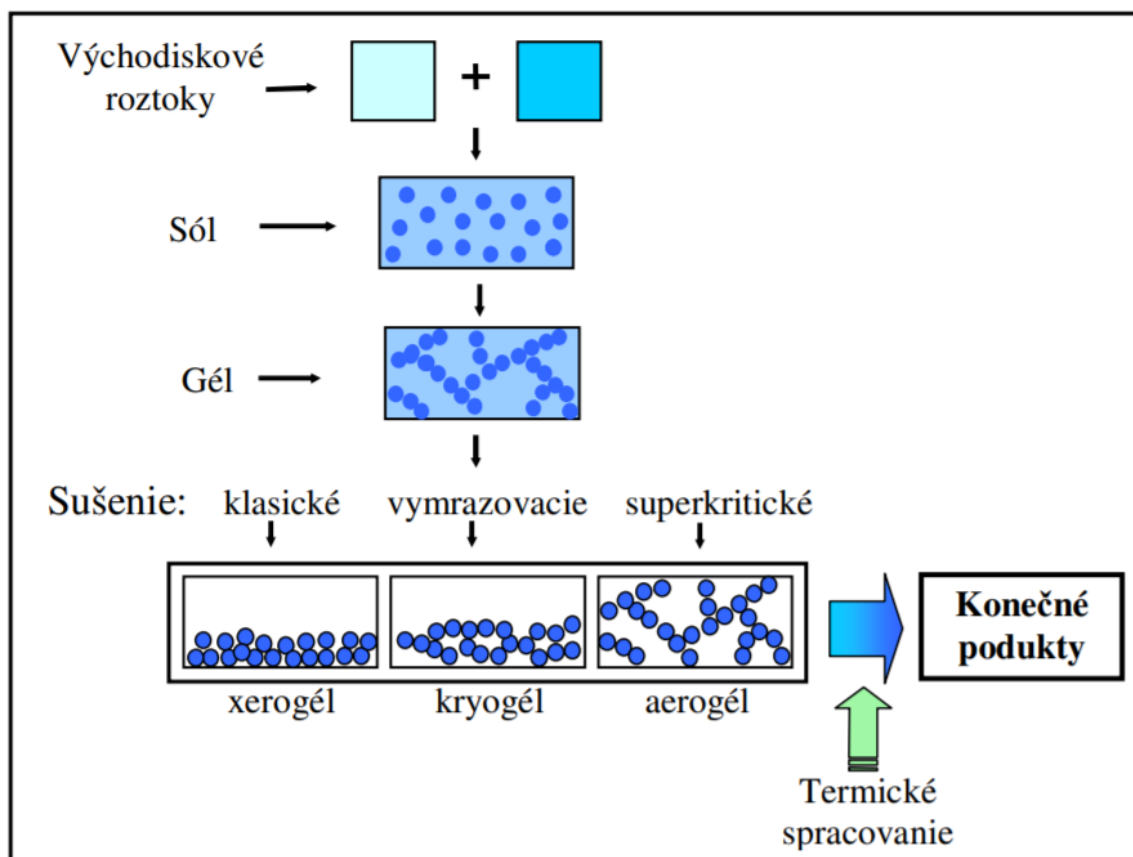 Východiskové
roztoky
+
Sól
Gél
Sušenie: klasické vymrazovacie superkritické
xerogél kryogél aerogél
Konečné
podukty
Termické
spracovanie